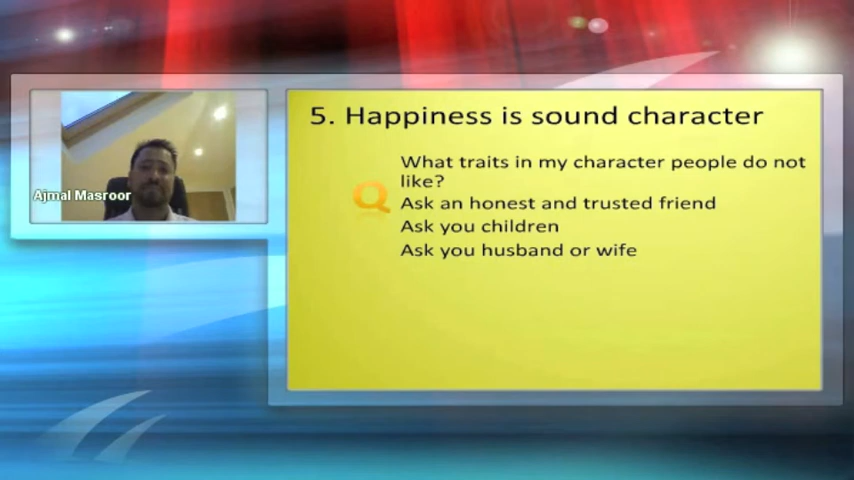 Ajmal Masroor
5. Happiness is sound character
What traits in my character people do not
like?
Q
Ask an honest and trusted friend
Ask you children
Ask you husband or wife